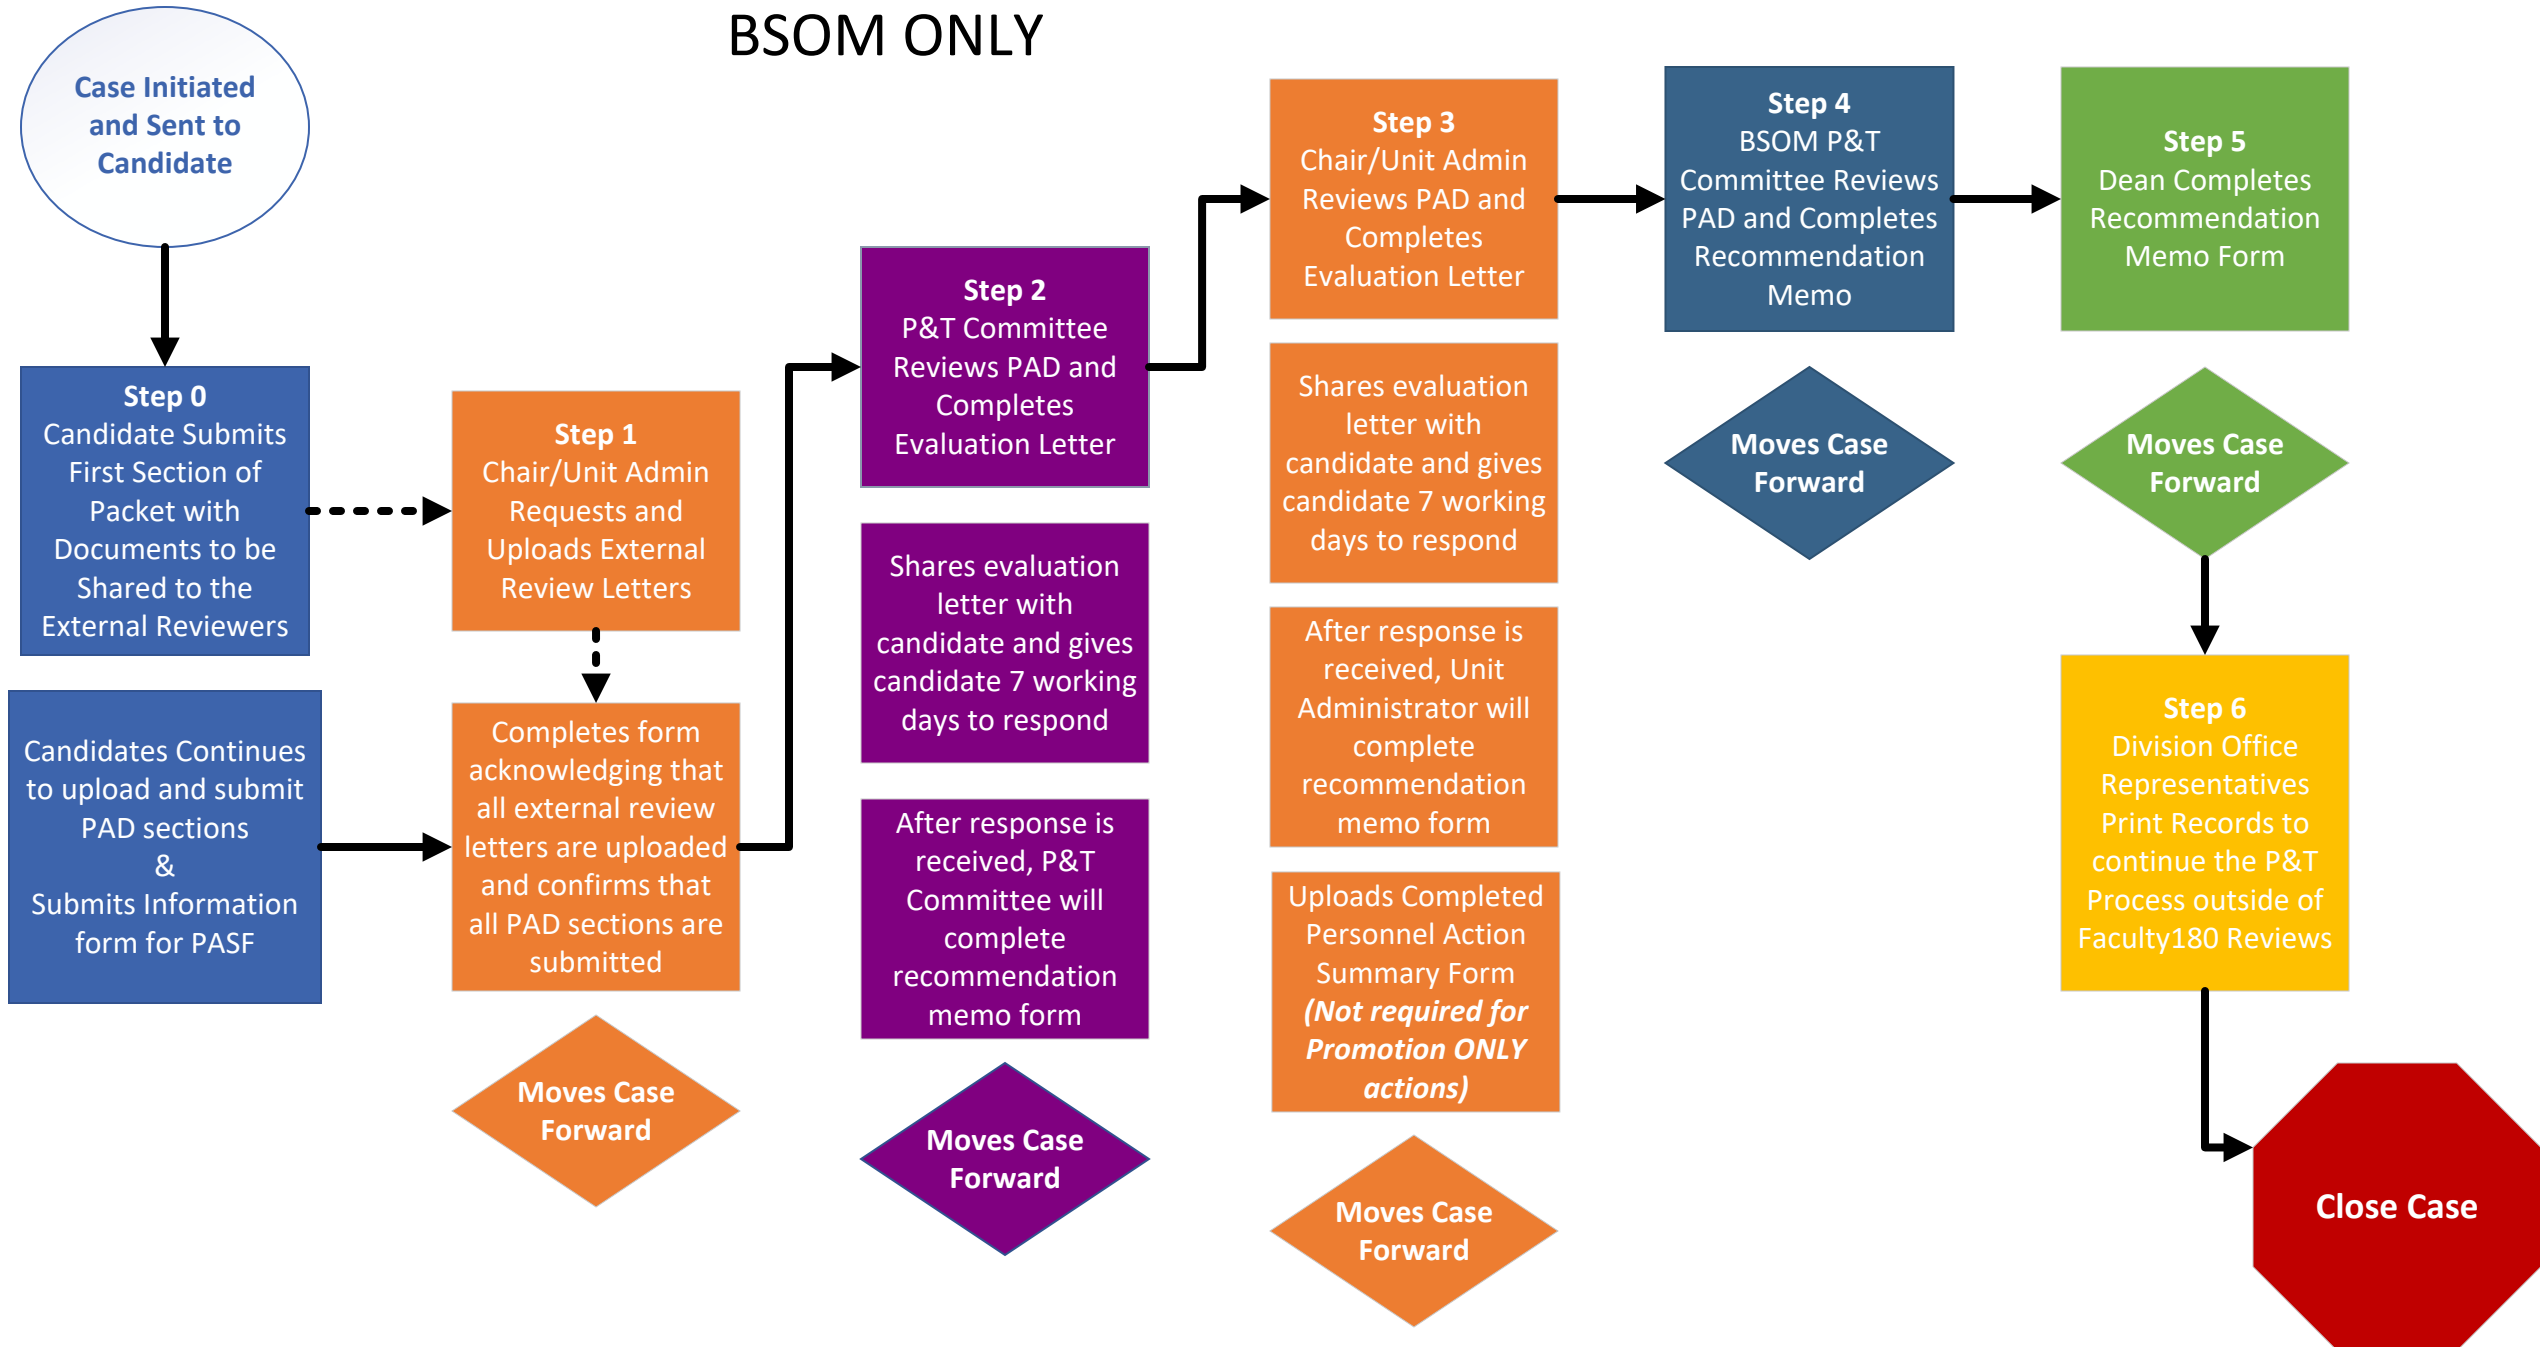 BSOM ONLY
Case Initiated
and Sent to
Candidate
Step 0
Candidate Submits
First Section of
Packet with
Documents to be
Shared to the
External Reviewers
Candidates Continues
to upload and submit
PAD sections
&
Submits Information
form for PASF
Step 1
Chair/Unit Admin
Requests and
Uploads External
Review Letters
Completes form
acknowledging that
all external review
letters are uploaded
and confirms that
all PAD sections are
submitted
Moves Case
Forward
Step 2
P&T Committee
Reviews PAD and
Completes
Evaluation Letter
Shares evaluation
letter with
candidate and gives
candidate 7 working
days to respond
After response is
received, P&T
Committee will
complete
recommendation
memo form
Moves Case
Forward
Step 3
Chair/Unit Admin
Reviews PAD and
Completes
Evaluation Letter
Shares evaluation
letter with
candidate and gives
candidate 7 working
days to respond
After response is
received, Unit
Administrator will
complete
recommendation
memo form
Uploads Completed
Personnel Action
Summary Form
(Not required for
Promotion ONLY
actions)
Moves Case
Forward
Step 4
BSOM P&T
Committee Reviews
PAD and Completes
Recommendation
Memo
Moves Case
Forward
Step 5
Dean Completes
Recommendation
Memo Form
Moves Case
Forward
Step 6
Division Office
Representatives
Print Records to
continue the P&T
Process outside of
Faculty180 Reviews
Close Case